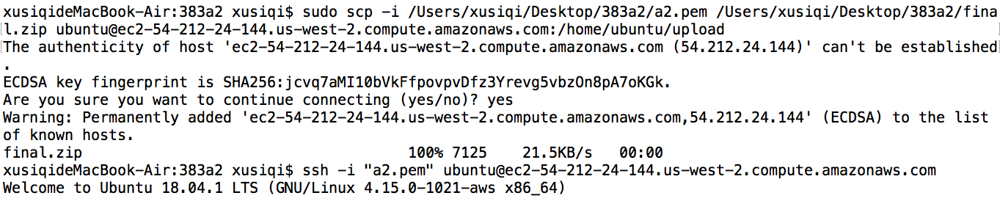 xusiqideMacBook-Air:383a2 xusiqi$ sudo scp -i /Users/xusiqi/Desktop/383a2/a2.pem /Users/xusiqi/Desktop/383a2/fina
l.zip ubuntu@ec2-54-212-24-144.us-west-2.compute.amazonaws.com:/home/ubuntu/upload
The authenticity of host 'ec2-54-212-24-144.us-west-2.compute.amazonaws.com (54.212.24.144)' can't be established
.
ECDSA key fingerprint is SHA256:jcvq7aMI10bVkFfpovpvDfz3Yrevg5vbzOn8pA7oKGk.
Are you sure you want to continue connecting (yes/no)? yes
Warning: Permanently added 'ec2-54-212-24-144.us-west-2.compute.amazonaws.com,54.212.24.144' (ECDSA) to the list
of known hosts.
final.zip 100% 7125 21.5KB/s 00:00
xusiqideMacBook-Air:383a2 xusiqi$ ssh -i "a2.pem" ubuntu@ec2-54-212-24-144.us-west-2.compute.amazonaws.com
Welcome to Ubuntu 18.04.1 LTS (GNU/Linux 4.15.0-1021-aws x86_64)